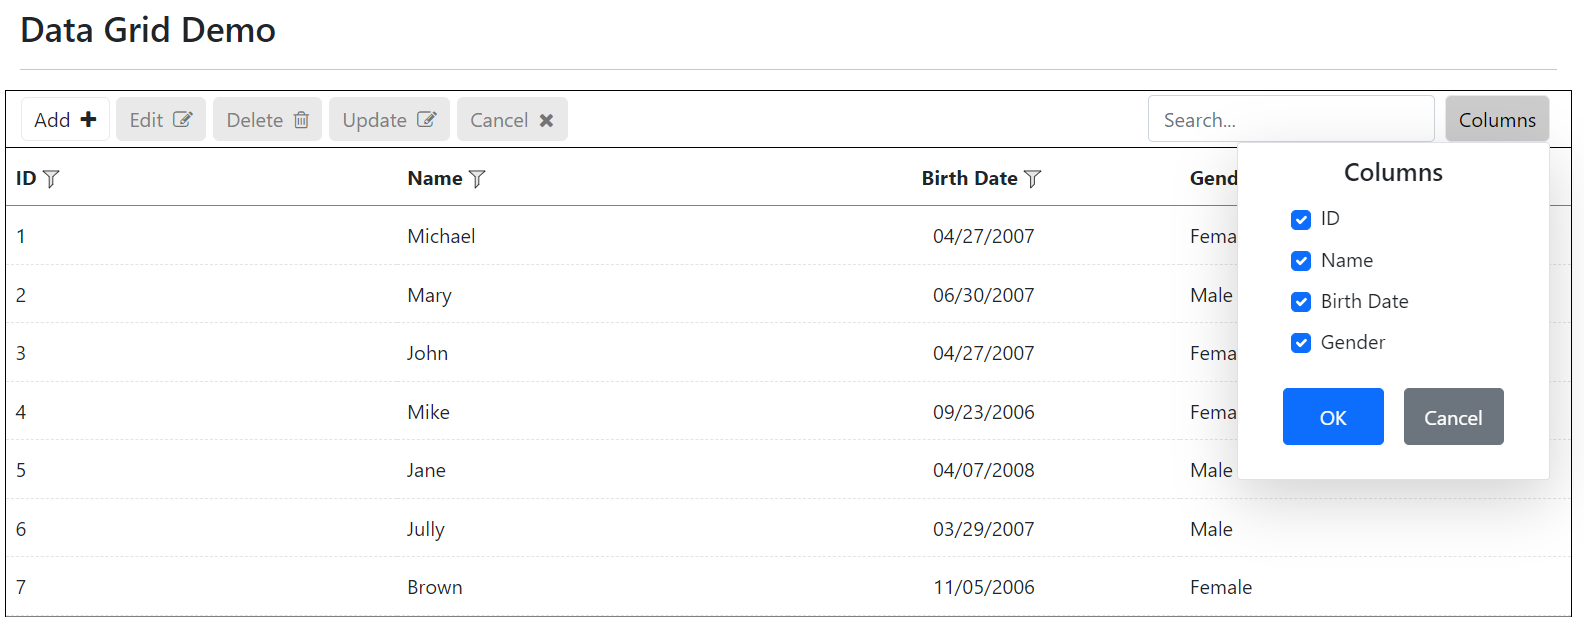 Data Grid Demo
Add Edit Delete Update Cancel Search... Columns
ID Name Birth Date Gend
1 Michael 04/27/2007 Fema
2 Mary 06/30/2007 Male
3 John 04/27/2007 Fema
4 Mike 09/23/2006 Fema
5 Jane 04/07/2008 Male
6 Jully 03/29/2007 Male
7 Brown 11/05/2006 Female
Columns
ID
Name
Birth Date
Gender
OK Cancel